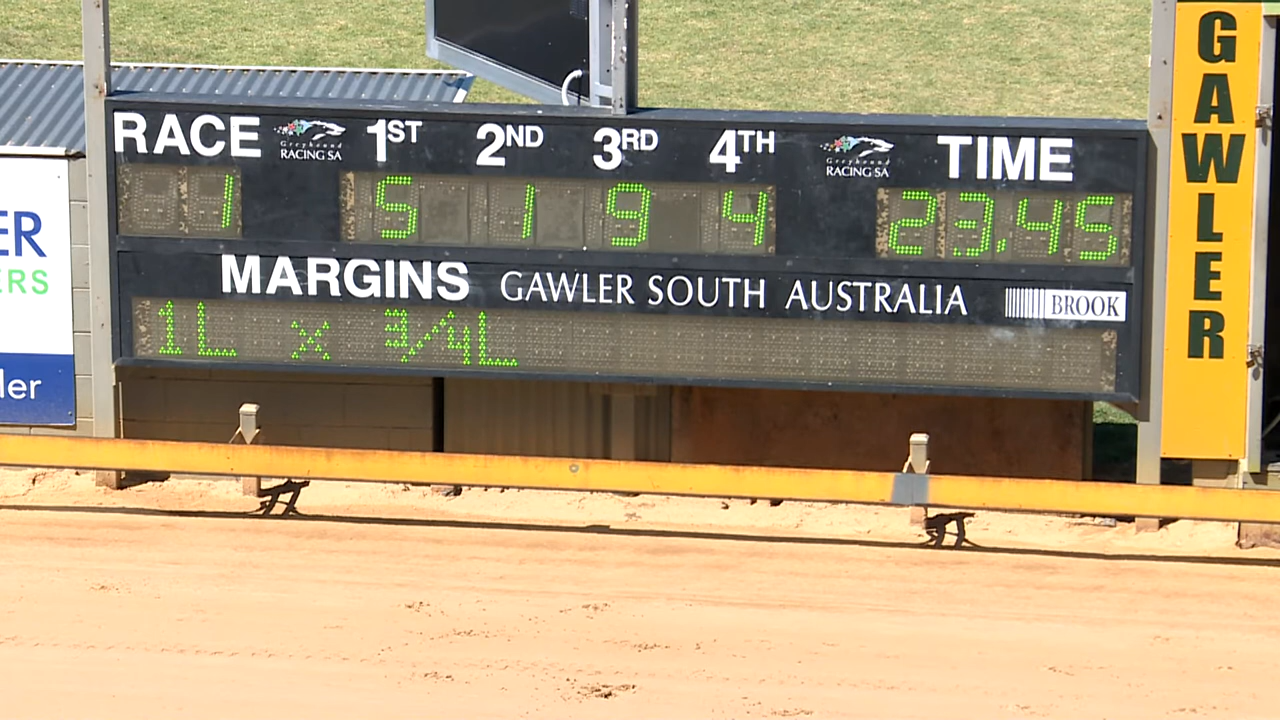 RACE Greyhound RACING SA 1ST 2ND 3RD 4TH Greyhound RACING SA TIME
1 5 1 9 4 23.45
MARGINS GAWLER SOUTH AUSTRALIA BROOK
1L x 3/4L
GAWLER
ER
ERS
ler